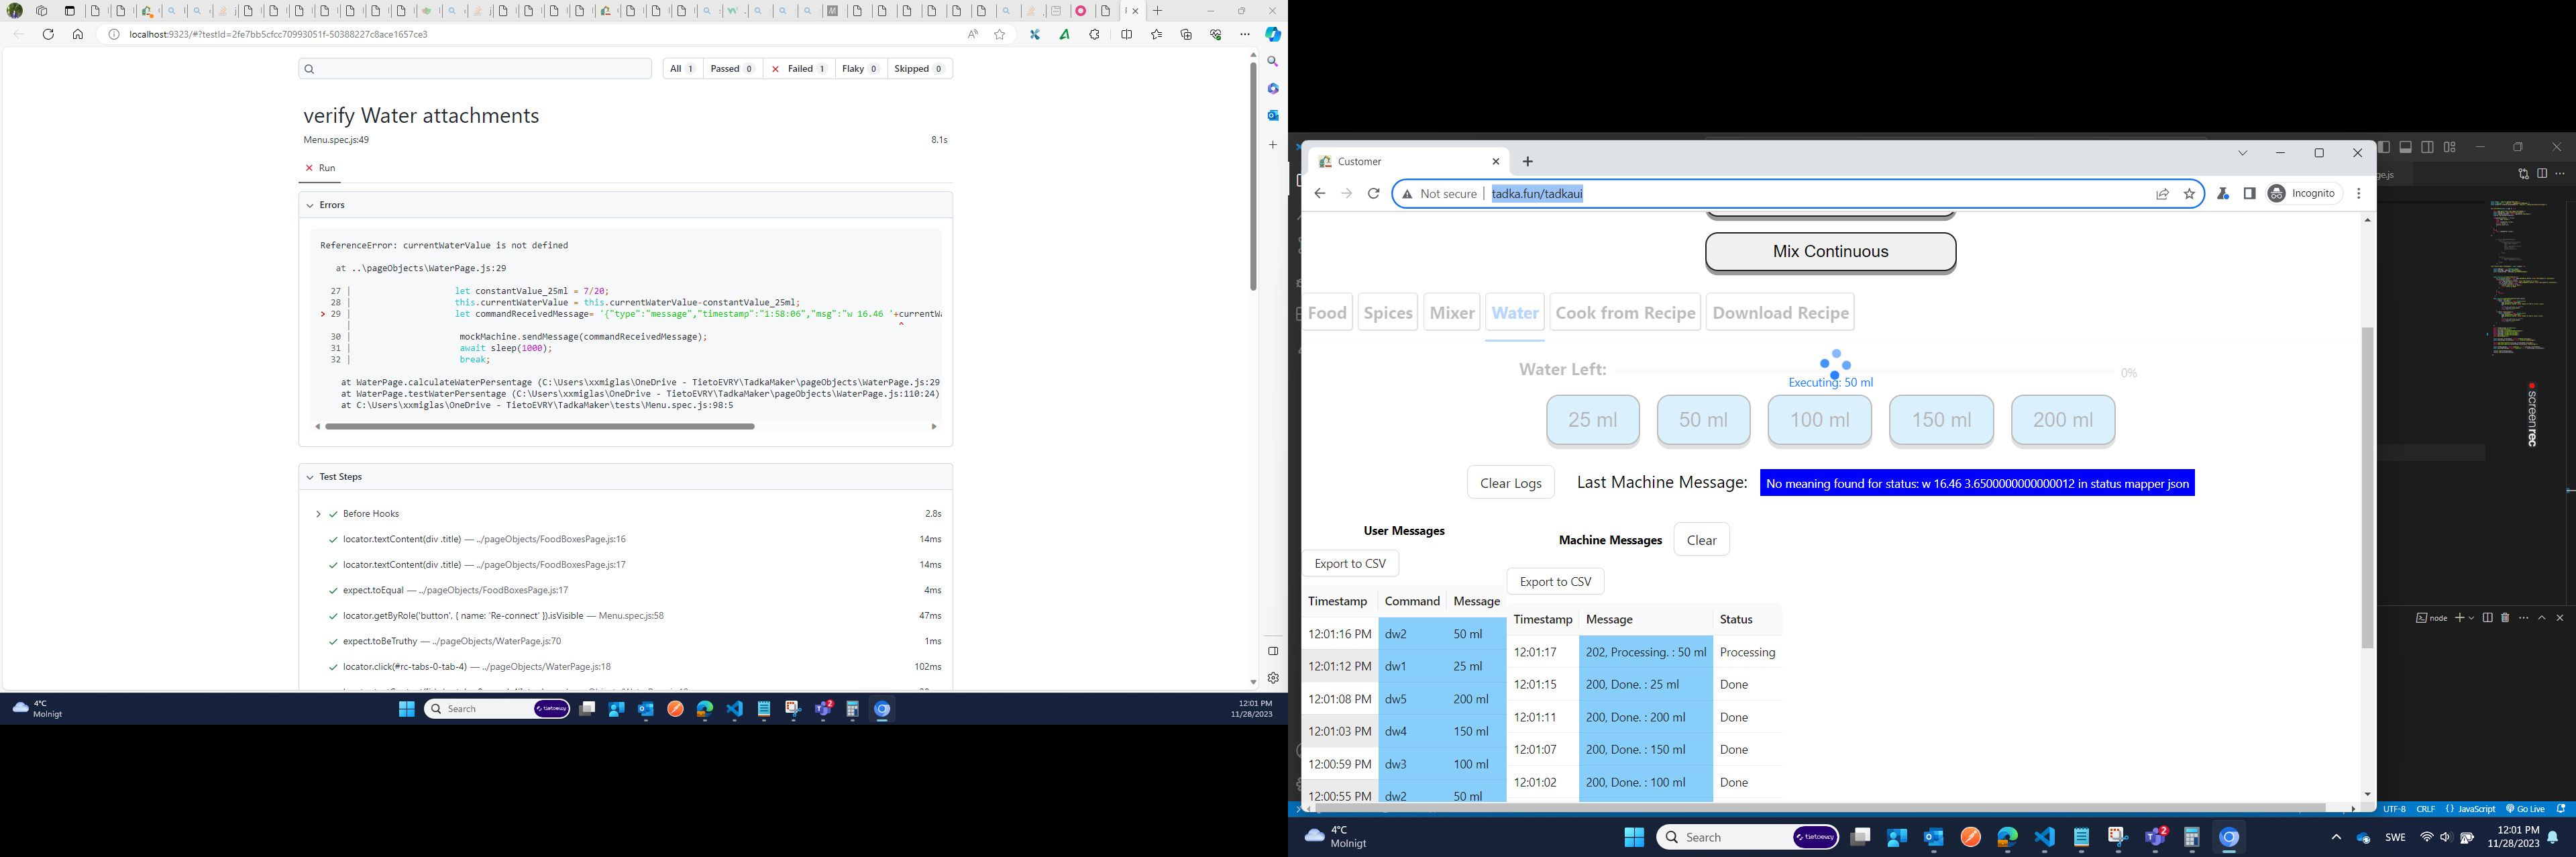 localhost:9323/#?testId=2fe7bb5cfcc70993051f-50388227c8ace1657ce3
All 1 Passed 0 Failed 1 Flaky 0 Skipped 0
verify Water attachments
Menu.spec.js:49 8.1s
Run
Errors
ReferenceError: currentWaterValue is not defined
at ..\pageObjects\WaterPage.js:29
27 | let constantValue_25ml = 7/20;
28 | this.currentWaterValue = this.currentWaterValue-constantValue_25ml;
> 29 | let commandReceivedMessage= '{"type":"message","timestamp":"1:58:06","msg":"w 16.46 '+currentWa
| ^
30 | mockMachine.sendMessage(commandReceivedMessage);
31 | await sleep(1000);
32 | break;
at WaterPage.calculateWaterPersentage (C:\Users\xxmiglas\OneDrive - TietoEVRY\TadkaMaker\pageObjects\WaterPage.js:29
at WaterPage.testWaterPersentage (C:\Users\xxmiglas\OneDrive - TietoEVRY\TadkaMaker\pageObjects\WaterPage.js:110:24)
at C:\Users\xxmiglas\OneDrive - TietoEVRY\TadkaMaker\tests\Menu.spec.js:98:5
Test Steps
Before Hooks 2.8s
locator.textContent(div .title) — ../pageObjects/FoodBoxesPage.js:16 14ms
locator.textContent(div .title) — ../pageObjects/FoodBoxesPage.js:17 14ms
expect.toEqual — ../pageObjects/FoodBoxesPage.js:17 4ms
locator.getByRole('button', { name: 'Re-connect' }).isVisible — Menu.spec.js:58 47ms
expect.toBeTruthy — ../pageObjects/WaterPage.js:70 1ms
locator.click(#rc-tabs-0-tab-4) — ../pageObjects/WaterPage.js:18 102ms
4°C
Molnigt
Search
tietoevry
2
12:01 PM
11/28/2023
Customer
Not secure | tadka.fun/tadkaui
Incognito
Mix Continuous
Food Spices Mixer Water Cook from Recipe Download Recipe
Water Left: 0%
Executing: 50 ml
25 ml 50 ml 100 ml 150 ml 200 ml
Clear Logs Last Machine Message: No meaning found for status: w 16.46 3.6500000000000012 in status mapper json
User Messages
Export to CSV
Timestamp Command Message
12:01:16 PM dw2 50 ml
12:01:12 PM dw1 25 ml
12:01:08 PM dw5 200 ml
12:01:03 PM dw4 150 ml
12:00:59 PM dw3 100 ml
12:00:55 PM dw2 50 ml
Machine Messages Clear
Export to CSV
Timestamp Message Status
12:01:17 202, Processing. : 50 ml Processing
12:01:15 200, Done. : 25 ml Done
12:01:11 200, Done. : 200 ml Done
12:01:07 200, Done. : 150 ml Done
12:01:02 200, Done. : 100 ml Done
ge.js
screenrec
node
UTF-8 CRLF {} JavaScript Go Live
4°C
Molnigt
Search
tietoevry
2
SWE
12:01 PM
11/28/2023